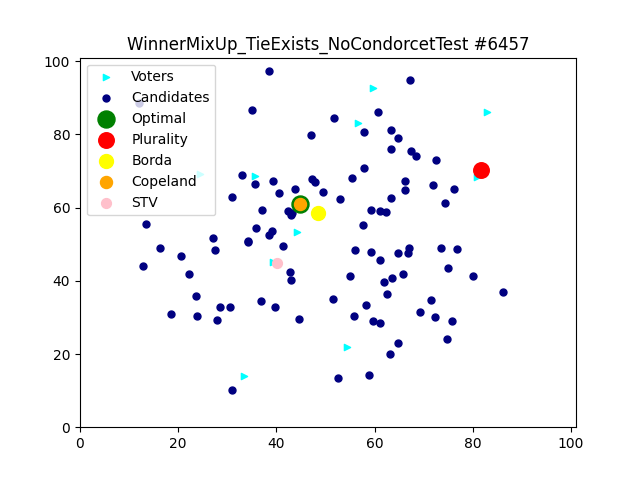 WinnerMixUp_TieExists_NoCondorcetTest #6457
100
80
60
40
20
0
Voters
Candidates
Optimal
Plurality
Borda
Copeland
STV
0
20
40
60
80
100